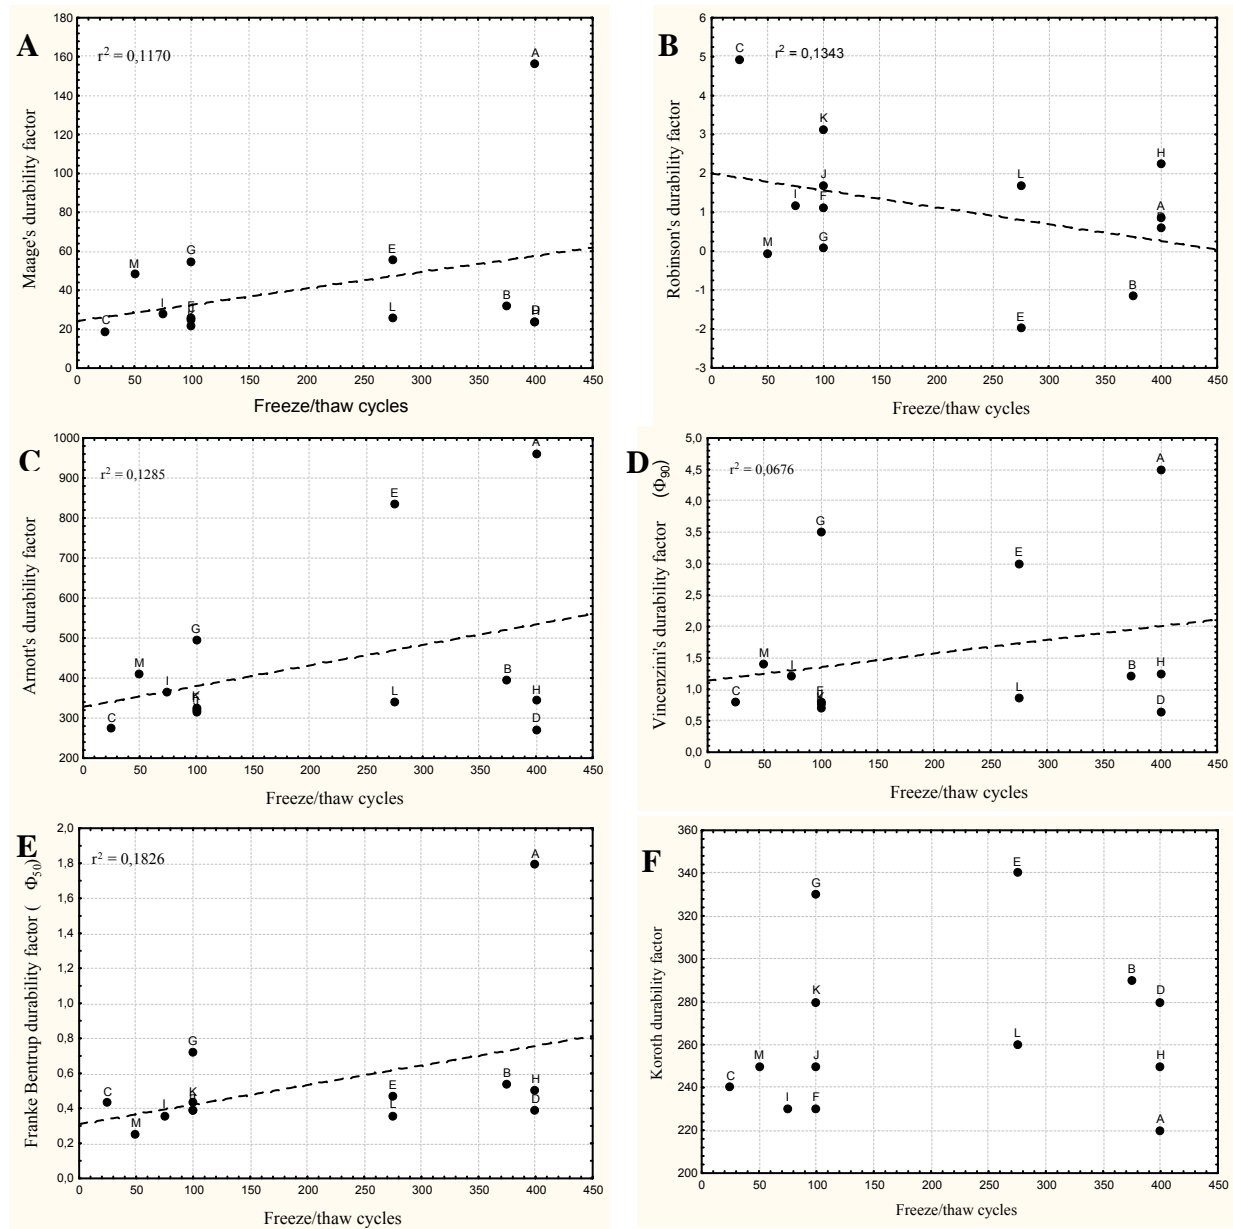 A
r² = 0,1170
Maage's durability factor
180
160
140
120
100
80
60
40
20
0
A
G
E
M
I
F
C
L
B
D
0 50 100 150 200 250 300 350 400 450
Freeze/thaw cycles
B
r² = 0,1343
Robinson's durability factor
6
5
4
3
2
1
0
-1
-2
-3
C
K
H
J
L
I
F
A
M
G
B
E
0 50 100 150 200 250 300 350 400 450
Freeze/thaw cycles
C
r² = 0,1285
Arnott's durability factor
1000
900
800
700
600
500
400
300
200
A
E
G
M
I
K
B
L
H
C
D
0 50 100 150 200 250 300 350 400 450
Freeze/thaw cycles
D
r² = 0,0676
Vincenzini's durability factor (Φ90)
5,0
4,5
4,0
3,5
3,0
2,5
2,0
1,5
1,0
0,5
0,0
A
G
E
M
I
B
H
C
F
L
D
0 50 100 150 200 250 300 350 400 450
Freeze/thaw cycles
E
r² = 0,1826
Franke Bentrup durability factor ( Φ50)
2,0
1,8
1,6
1,4
1,2
1,0
0,8
0,6
0,4
0,2
0,0
A
G
B
H
E
C
K
I
L
D
M
0 50 100 150 200 250 300 350 400 450
Freeze/thaw cycles
F
Koroth durability factor
360
340
320
300
280
260
240
220
200
E
G
B
K
D
L
M
J
H
C
I
F
A
0 50 100 150 200 250 300 350 400 450
Freeze/thaw cycles